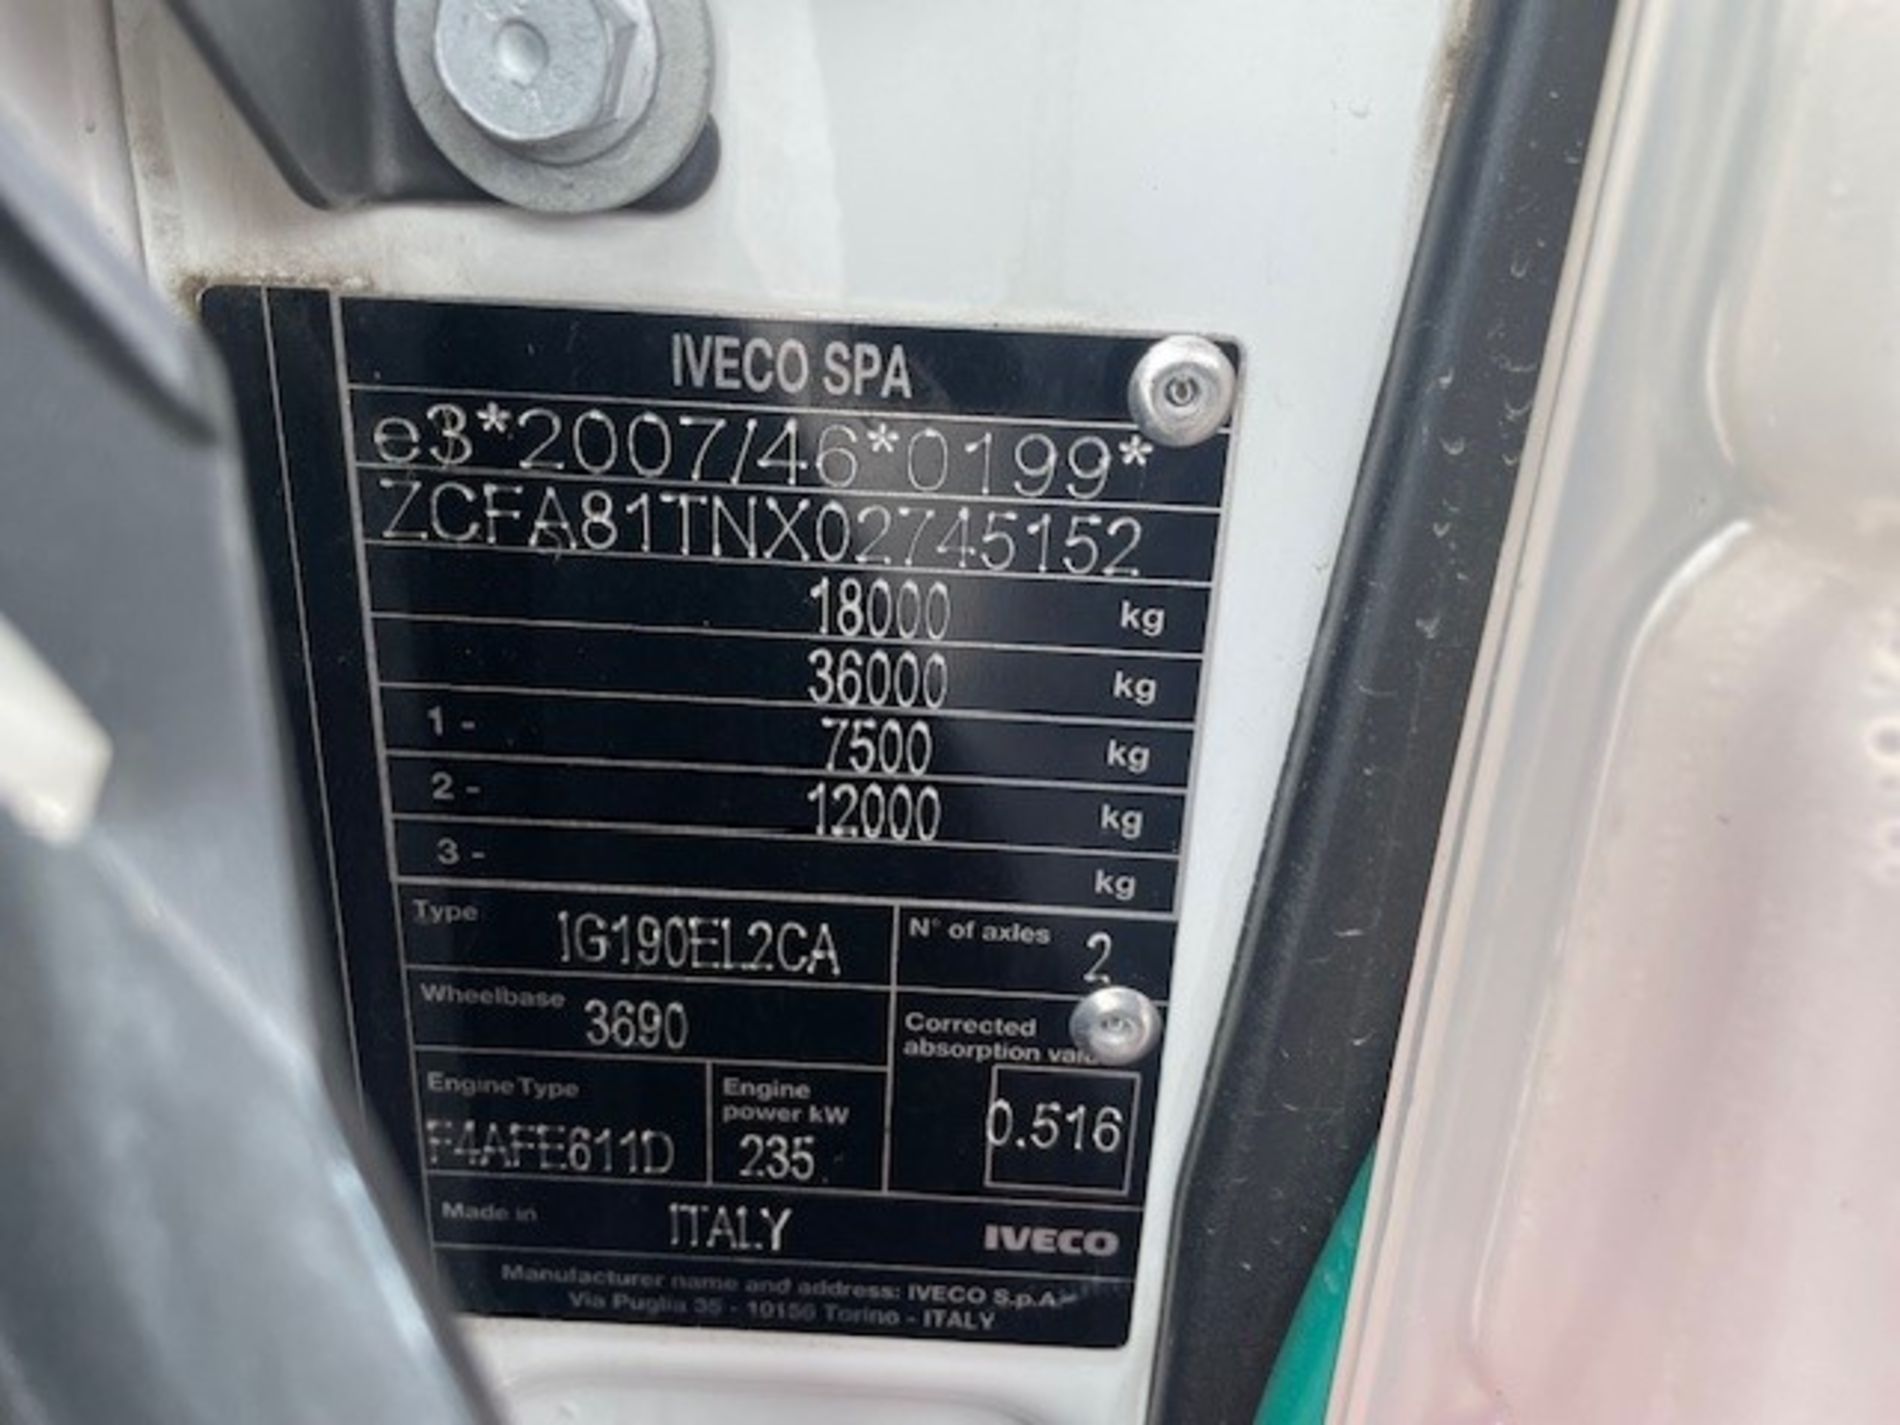 IVECO SPA
e3*2007/46*0199*
ZCFA81TNX02745152
18000 kg
36000 kg
1 - 7500 kg
2 - 12000 kg
3 - kg
Type IG190EL2CA N° of axles 2
Wheelbase 3690
Corrected
absorption
0.516
Engine Type F4AFE611D
Engine
power kW
235
Made in ITALY IVECO
Manufacturer name and address: IVECO S.p.A.
Via Puglia 35 - 10156 Torino - ITALY